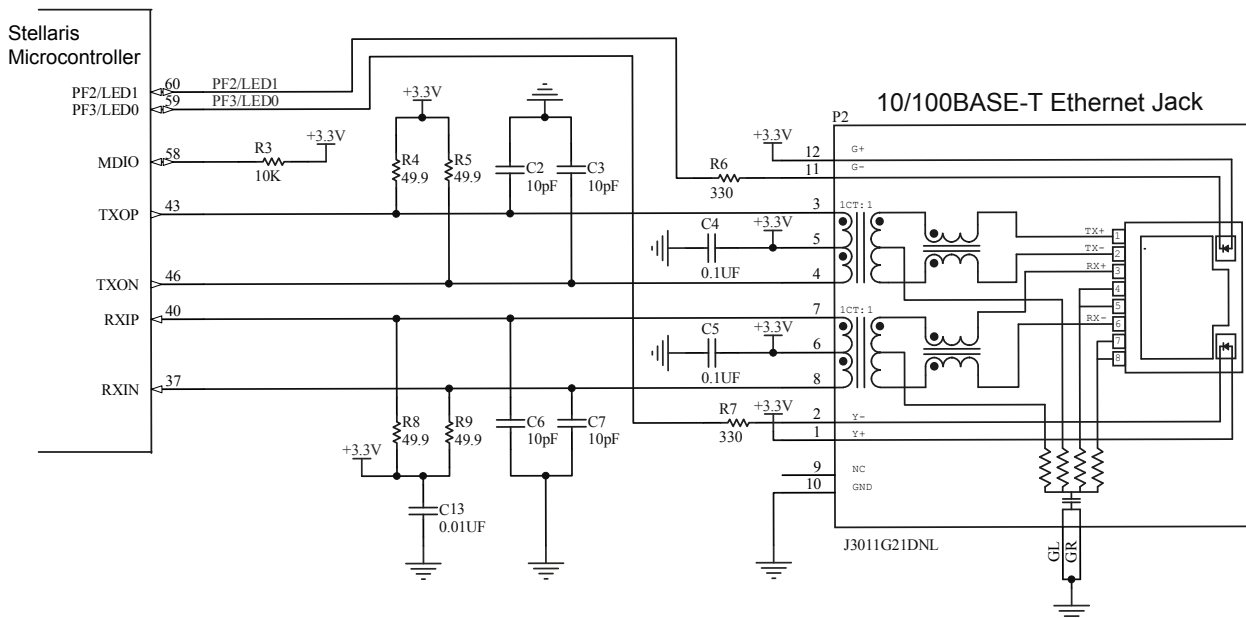 Stellaris
Microcontroller
PF2/LED1
60
PF2/LED1
PF3/LED0
59
PF3/LED0
MDIO
58
R3
10K
+3.3V
TXOP
43
TXON
46
RXIP
40
RXIN
37
+3.3V
R4
49.9
R5
49.9
C2
10pF
C3
10pF
R6
330
+3.3V
C4
0.1UF
+3.3V
C5
0.1UF
+3.3V
R7
330
+3.3V
R8
49.9
R9
49.9
C6
10pF
C7
10pF
+3.3V
C13
0.01UF
10/100BASE-T Ethernet Jack
P2
12
G+
11
G-
3
1CT:1
5
4
7
1CT:1
6
8
2
Y-
1
Y+
9
NC
10
GND
TX+
1
TX-
2
RX+
3
4
5
RX-
6
7
8
J3011G21DNL
GL
GR